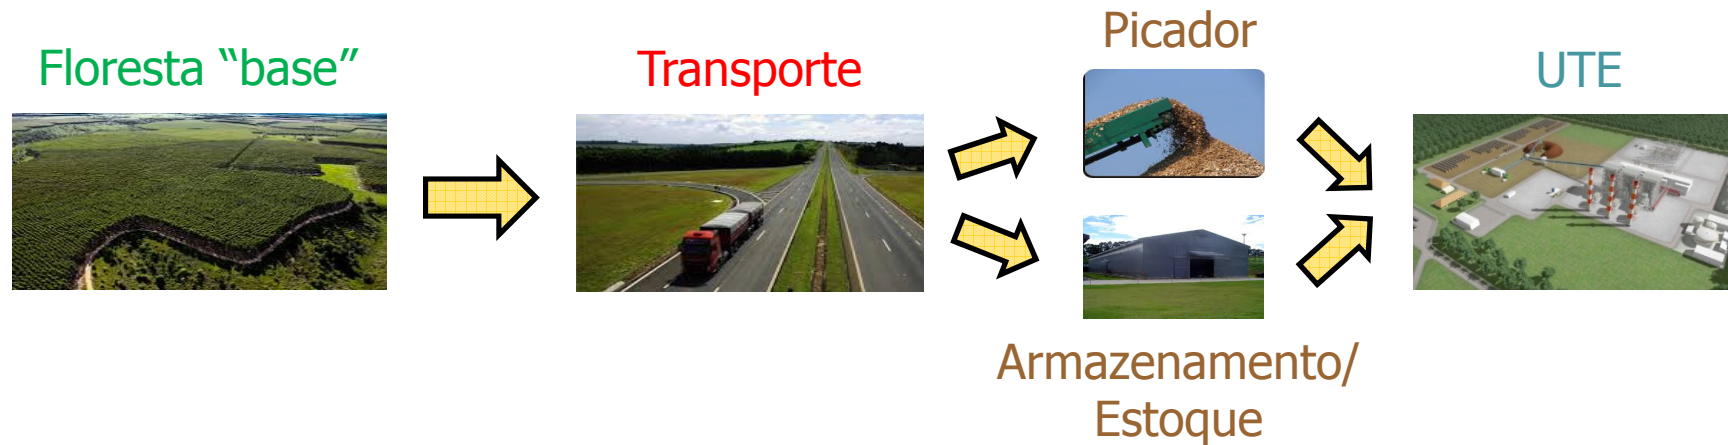 Floresta “base”
Transporte
Picador
UTE
Armazenamento/
Estoque